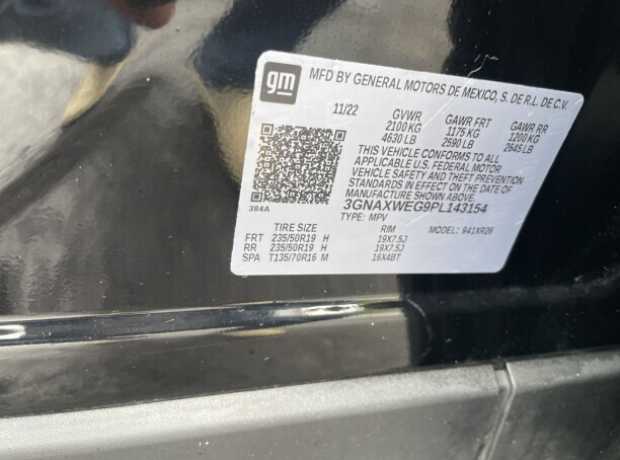 gm
MFD BY GENERAL MOTORS DE MEXICO, S. DE R.L. DE C.V.
11/22 GVWR GAWR FRT GAWR RR
2100 KG 1175 KG 1200 KG
4630 LB 2590 LB 2645 LB
THIS VEHICLE CONFORMS TO ALL
APPLICABLE U.S. FEDERAL MOTOR
VEHICLE SAFETY AND THEFT PREVENTION
STANDARDS IN EFFECT ON THE DATE OF
MANUFACTURE SHOWN ABOVE.
384A
3GNAXWEG9PL143154
TYPE: MPV MODEL: 941XR26
TIRE SIZE RIM
FRT 235/50R19 H 19X7.5J
RR 235/50R19 H 19X7.5J
SPA T135/70R16 M 16X4BT